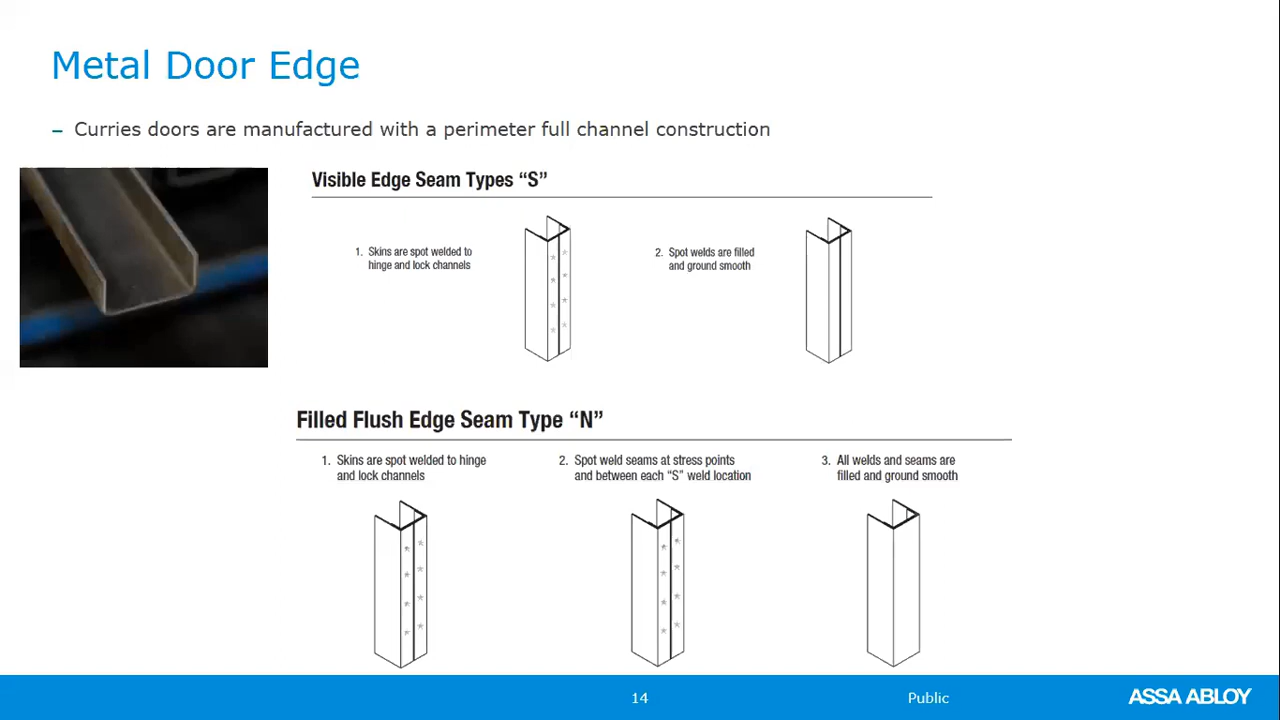 Metal Door Edge
– Curries doors are manufactured with a perimeter full channel construction
Visible Edge Seam Types “S”
1. Skins are spot welded to
hinge and lock channels
2. Spot welds are filled
and ground smooth
Filled Flush Edge Seam Type “N”
1. Skins are spot welded to hinge
and lock channels
2. Spot weld seams at stress points
and between each “S” weld location
3. All welds and seams are
filled and ground smooth
14
Public
ASSA ABLOY